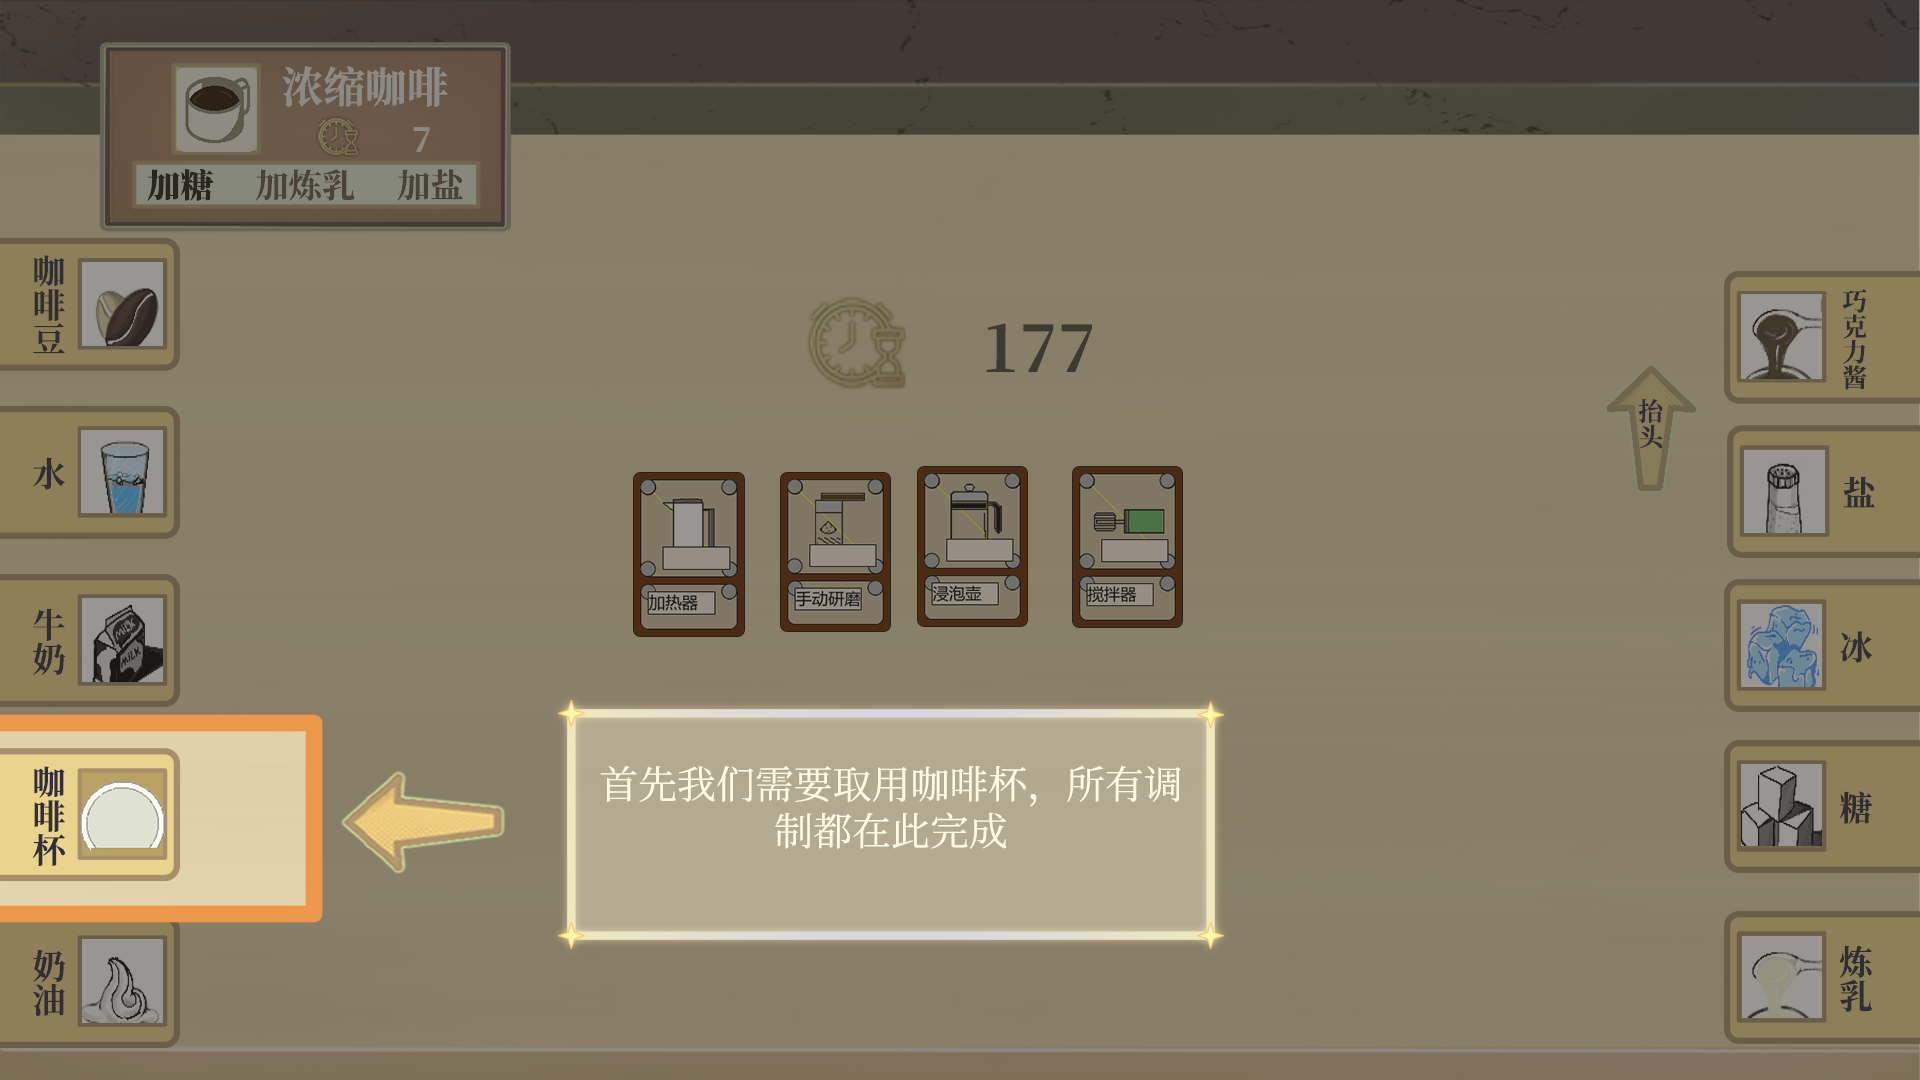 浓缩咖啡
7
加糖 加炼乳 加盐
咖啡豆
水
牛奶
咖啡杯
奶油
177
加热器
手动研磨
浸泡壶
搅拌器
首先我们需要取用咖啡杯，所有调
制都在此完成
抬头
巧克力酱
盐
冰
糖
炼乳